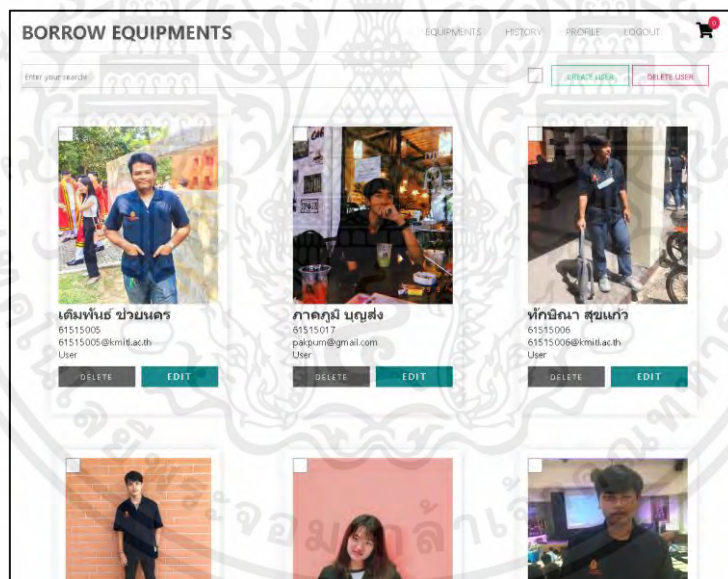 BORROW EQUIPMENTS
EQUIPMENTS HISTORY PROFILE LOGOUT
0
Enter your search
CREATE USER DELETE USER
เติมพันธ์ ช่วยนคร
61515005
61515005@kmitl.ac.th
User
DELETE EDIT
ภาคภูมิ บุญส่ง
61515017
pakpum@gmail.com
User
DELETE EDIT
ทักษิณา สุขแก้ว
61515006
61515006@kmitl.ac.th
User
DELETE EDIT